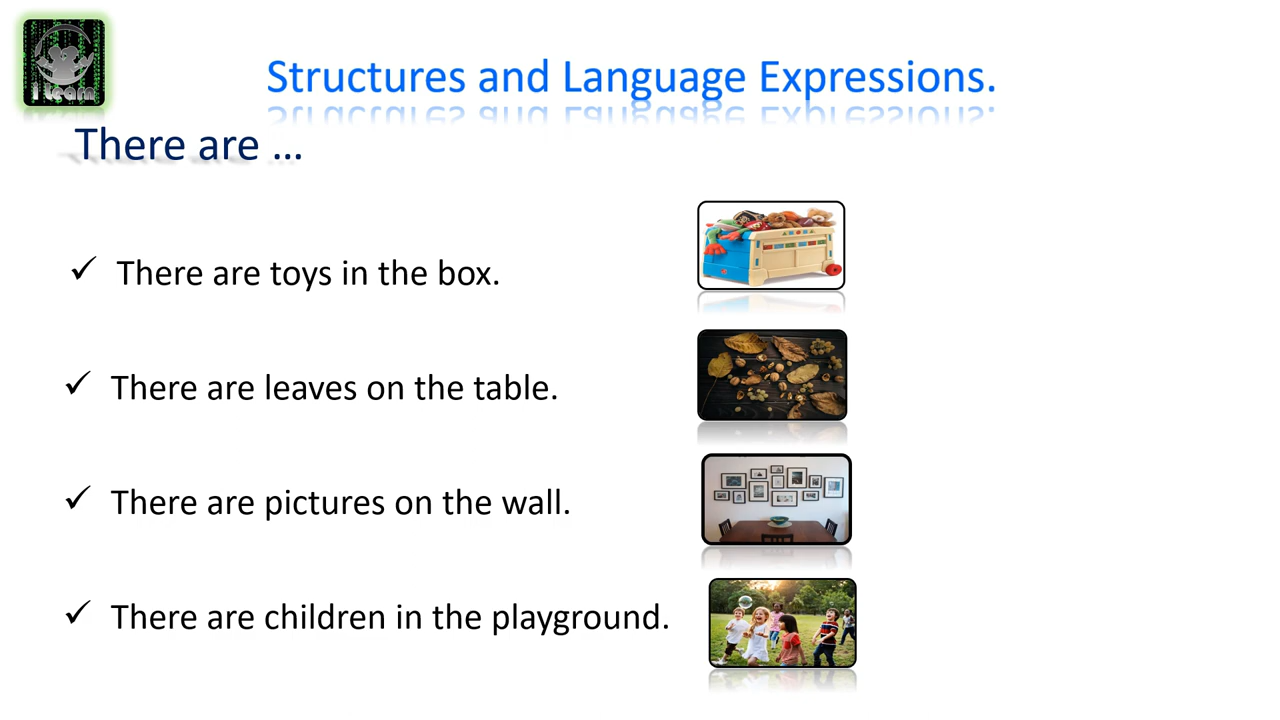 i learn
Structures and Language Expressions.
There are ...
There are toys in the box.
There are leaves on the table.
There are pictures on the wall.
There are children in the playground.